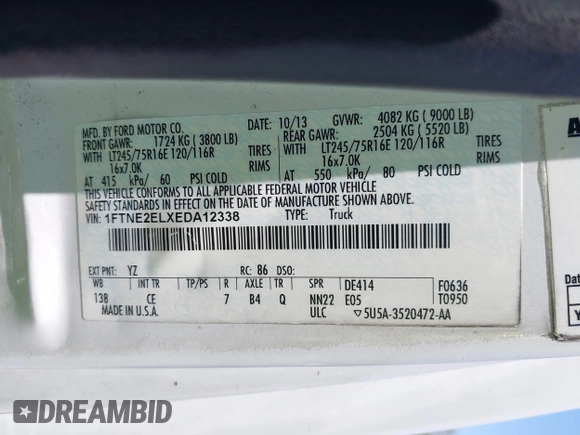 MFD. BY FORD MOTOR CO.
10/13
GVWR: 4082 KG ( 9000 LB)
FRONT GAWR: 1724 KG ( 3800 LB)
REAR GAWR: 2504 KG ( 5520 LB)
WITH LT245/75R16E 120/116R TIRES
WITH LT245/75R16E 120/116R TIRES
16x7.0K RIMS
16x7.0K RIMS
AT 415 kPa/ 60 PSI COLD
AT 550 kPa/ 80 PSI COLD
THIS VEHICLE CONFORMS TO ALL APPLICABLE FEDERAL MOTOR VEHICLE
SAFETY STANDARDS IN EFFECT ON THE DATE OF MANUFACTURE SHOWN ABOVE.
VIN: 1FTNE2ELXEDA12338
TYPE: Truck
EXT PNT: YZ
RC: 86 DSO:
WB INT TR TP/PS R AXLE TR SPR DE414 F0636
138 CE 7 B4 Q NN22 E05 T0950
MADE IN U.S.A.
ULC ▽5U5A-3520472-AA
DREAMBID